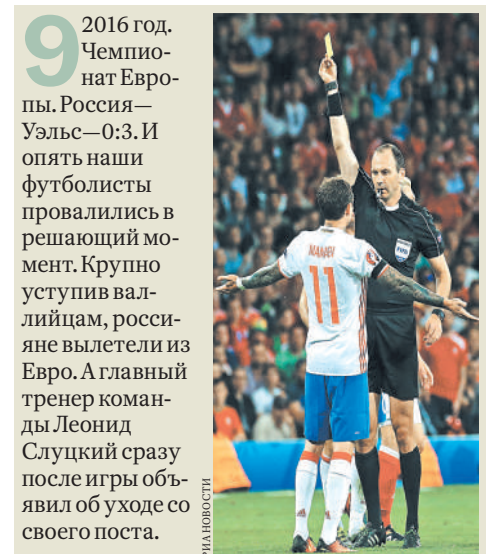 9
2016 год.
Чемпио-
нат Евро-
пы. Россия—
Уэльс—0:3. И
опять наши
футболисты
провалились в
решающий мо-
мент. Крупно
уступив вал-
лийцам, росси-
яне вылетели из
Евро. А главный
тренер коман-
ды Леонид
Слуцкий сразу
после игры объ-
явил об уходе со
своего поста.
РИА НОВОСТИ
MAMAEV
11
FIFA